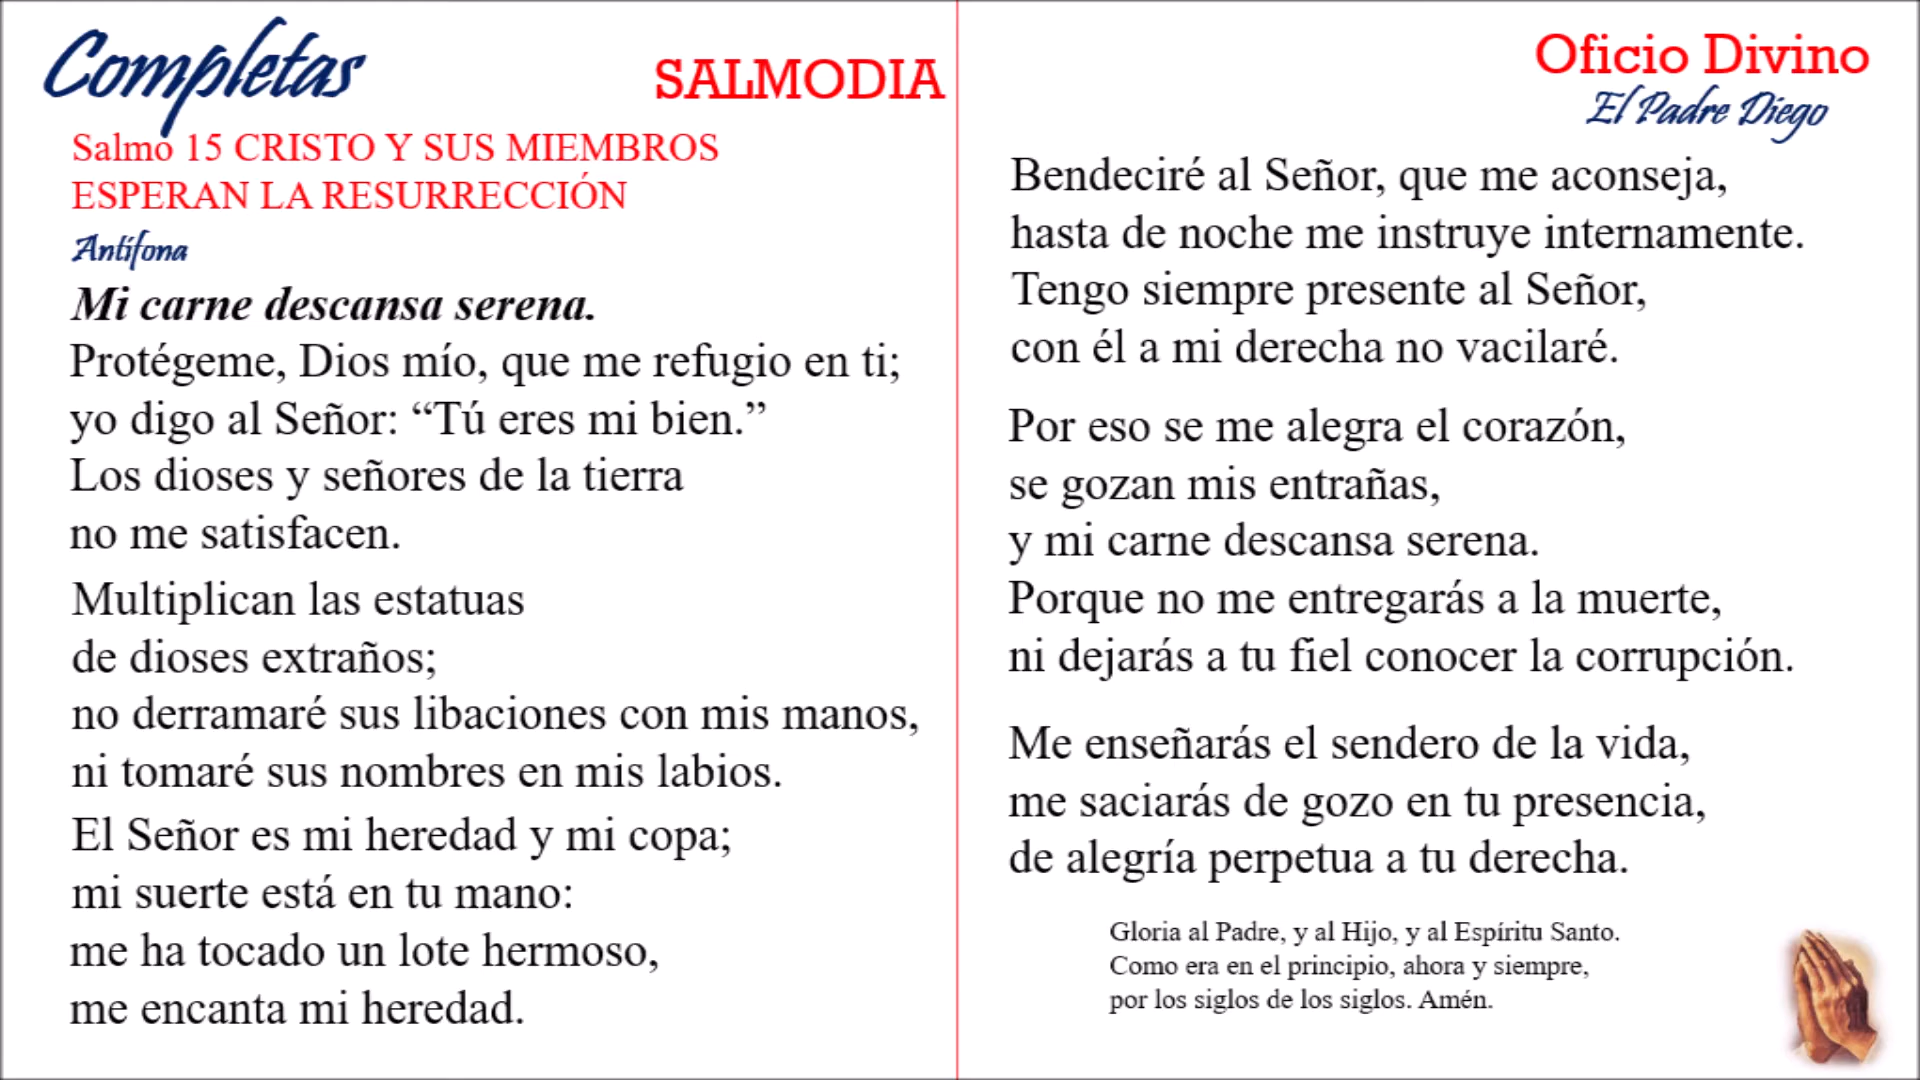 Completas
SALMODIA
Salmo 15 CRISTO Y SUS MIEMBROS
ESPERAN LA RESURRECCIÓN
Antífona
Mi carne descansa serena.
Protégeme, Dios mío, que me refugio en ti;
yo digo al Señor: “Tú eres mi bien.”
Los dioses y señores de la tierra
no me satisfacen.
Multiplican las estatuas
de dioses extraños;
no derramaré sus libaciones con mis manos,
ni tomaré sus nombres en mis labios.
El Señor es mi heredad y mi copa;
mi suerte está en tu mano:
me ha tocado un lote hermoso,
me encanta mi heredad.
Oficio Divino
El Padre Diego
Bendeciré al Señor, que me aconseja,
hasta de noche me instruye internamente.
Tengo siempre presente al Señor,
con él a mi derecha no vacilaré.
Por eso se me alegra el corazón,
se gozan mis entrañas,
y mi carne descansa serena.
Porque no me entregarás a la muerte,
ni dejarás a tu fiel conocer la corrupción.
Me enseñarás el sendero de la vida,
me saciarás de gozo en tu presencia,
de alegría perpetua a tu derecha.
Gloria al Padre, y al Hijo, y al Espíritu Santo.
Como era en el principio, ahora y siempre,
por los siglos de los siglos. Amén.